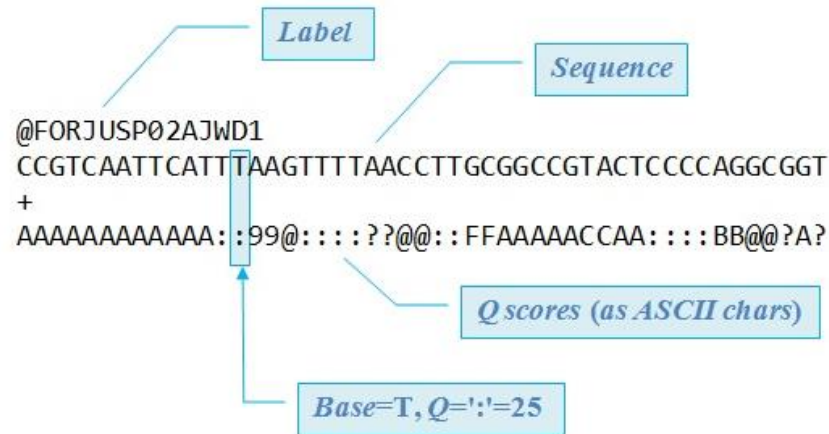 Label
Sequence
@FORJUSP02AJWD1
CCGTCAATTCATTTAAGTTTTAACCTTGCGGCCGTACTCCCCAGGCGGT
+
AAAAAAAAAAAA::99@::::??@@::FFAAAAACCAA::::BB@@?A?
Q scores (as ASCII chars)
Base=T, Q=':'=25